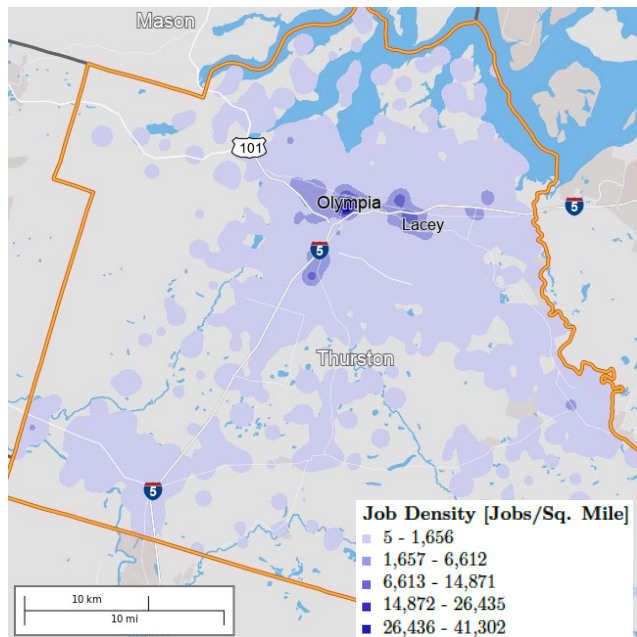 Mason
101
Olympia
5
Lacey
5
Thurston
5
Job Density [Jobs/Sq. Mile]
5 - 1,656
1,657 - 6,612
6,613 - 14,871
14,872 - 26,435
26,436 - 41,302
10 km
10 mi